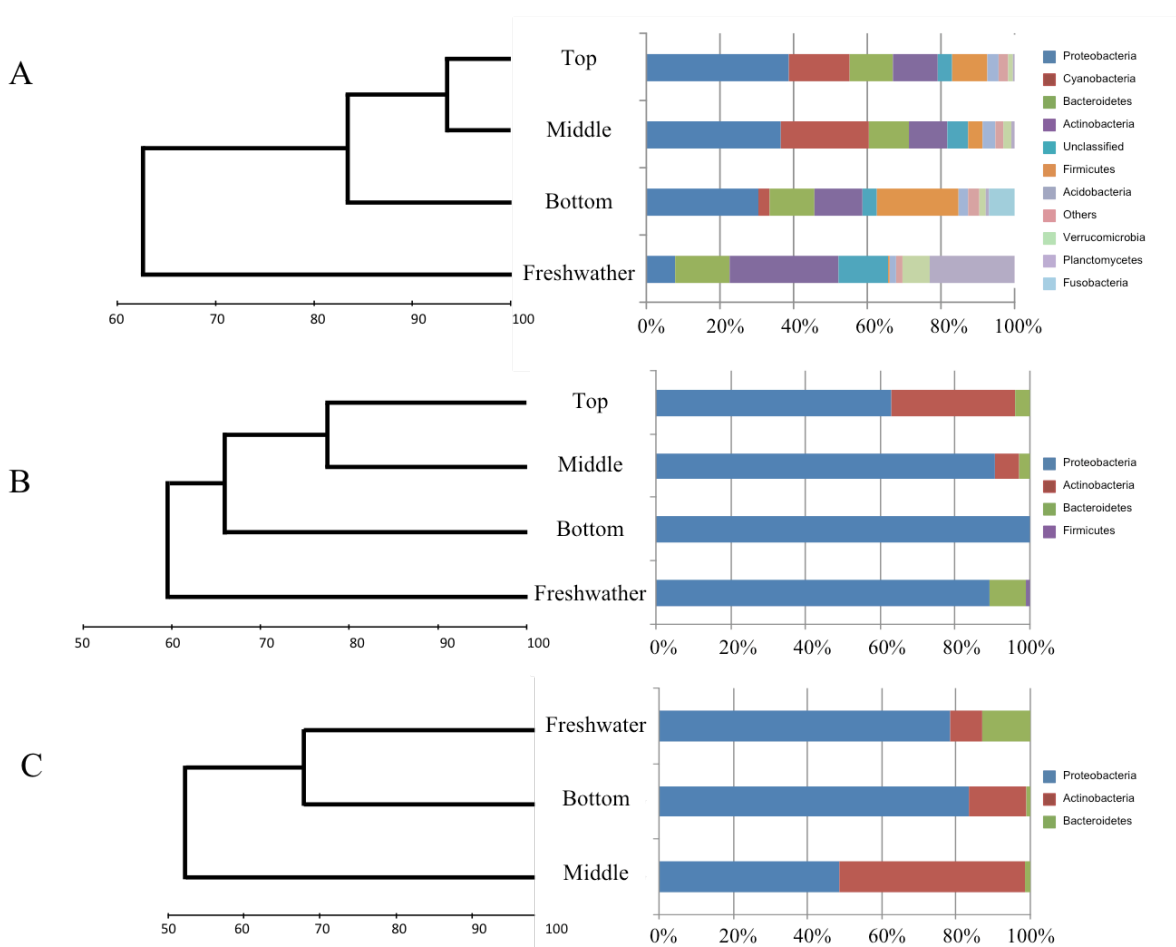 A
Top
Middle
Bottom
Freshwather
60 70 80 90 100
0% 20% 40% 60% 80% 100%
Proteobacteria
Cyanobacteria
Bacteroidetes
Actinobacteria
Unclassified
Firmicutes
Acidobacteria
Others
Verrucomicrobia
Planctomycetes
Fusobacteria
B
Top
Middle
Bottom
Freshwather
50 60 70 80 90 100
0% 20% 40% 60% 80% 100%
Proteobacteria
Actinobacteria
Bacteroidetes
Firmicutes
C
Freshwater
Bottom
Middle
50 60 70 80 90 100
0% 20% 40% 60% 80% 100%
Proteobacteria
Actinobacteria
Bacteroidetes